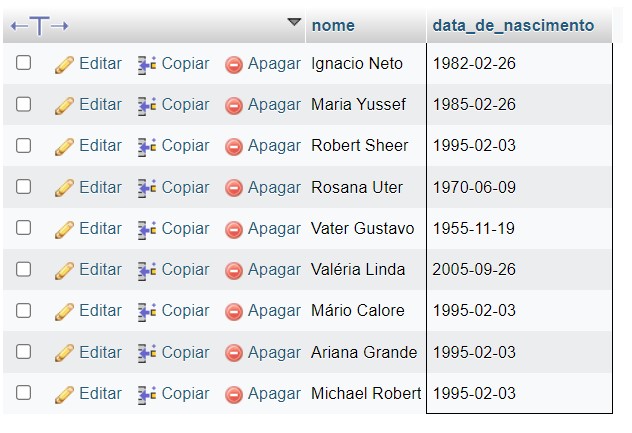 nome data_de_nascimento
Editar Copiar Apagar Ignacio Neto 1982-02-26
Editar Copiar Apagar Maria Yussef 1985-02-26
Editar Copiar Apagar Robert Sheer 1995-02-03
Editar Copiar Apagar Rosana Uter 1970-06-09
Editar Copiar Apagar Vater Gustavo 1955-11-19
Editar Copiar Apagar Valéria Linda 2005-09-26
Editar Copiar Apagar Mário Calore 1995-02-03
Editar Copiar Apagar Ariana Grande 1995-02-03
Editar Copiar Apagar Michael Robert 1995-02-03